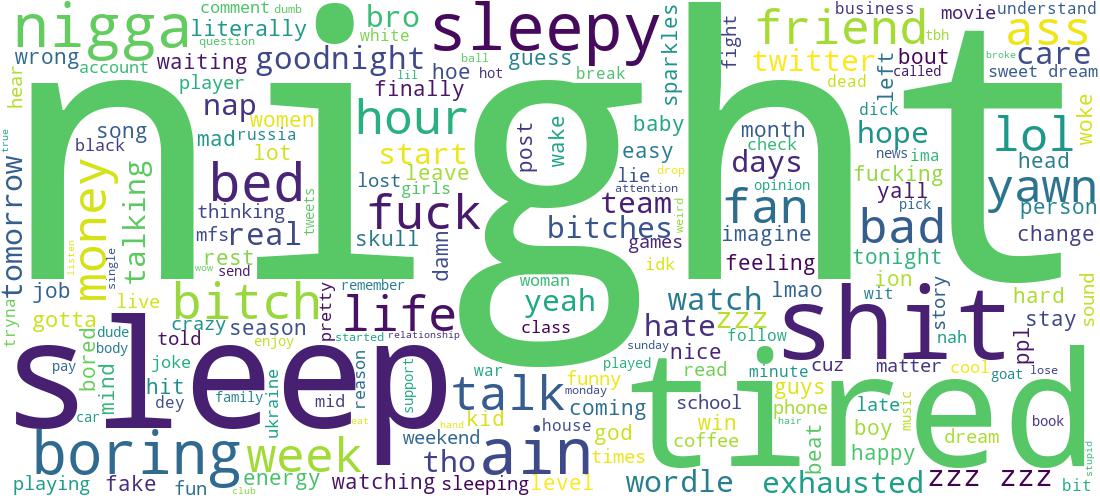 nigga
comment
dumb
literally
question
bro
white
sleepy
sparkles
fight
friend
business
movie
understand
ass
wrong
account
waiting
goodnight
hoe
hot
ball
guess
twitter
left
bout
called
tbh
broke
care
sweet dream
hear
player
finally
lil
break
dead
woke
night
nap
women
hour
post
wake
baby
month
check
dick
hope
news
ima
lol
head
true
song
black
mad
russia
lot
start
leave
easy
days
fucking
yall
pick
yawn
person
tomorrow
money
talking
bed
tweets
lost
girls
lie
attention
drop
opinion
fan
bad
change
thinking
mfs
real
fuck
team
weird
bitches
imagine
listen
single
rest
wow
send
skull
damn
games
idk
feeling
tonight
job
live
bitch
pretty
remember
life
woman
yeah
class
watch
lmao
ion
wit
story
hard
sound
tryna
gotta
crazy
season
enjoy
started
relationship
hate
zzz
follow
shit
nah
stay
ppl
sleep
bored
dude
body
told
joke
reason
support
sunday
nice
minute
cuz
matter
cool
goat
lose
pay
mind
hit
dey
family
ukraine
mid
eat
war
played
read
funny
monday
tired
guys
phone
late
boy
music
book
car
talk
kid
coming
school
win
coffee
hair
beat
happy
dream
boring
week
hand
weekend
tho
ain
house
god
times
stupid
playing
fake
fun
club
energy
watching
sleeping
level
wordle
exhausted
zzz zzz
bit